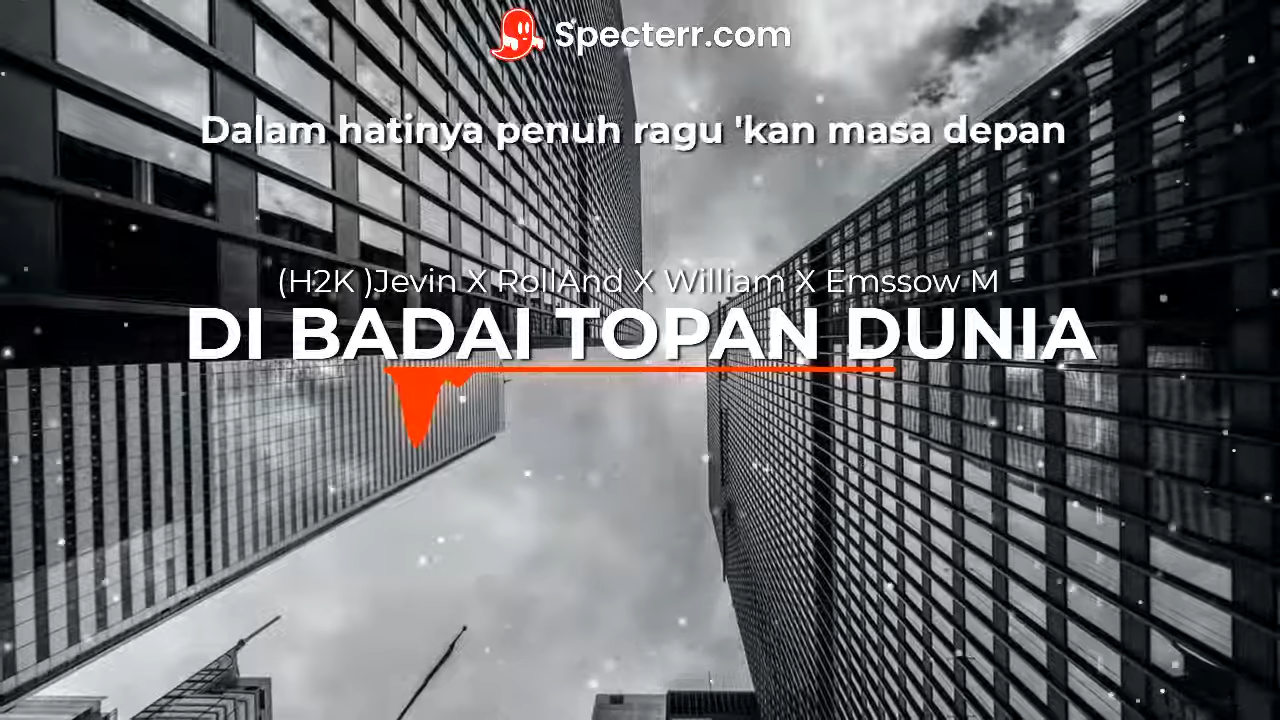 Specterr.com
Dalam hatinya penuh ragu 'kan masa depan
(H2K )Jevin X RollAnd X William X Emssow M
DI BADAI TOPAN DUNIA